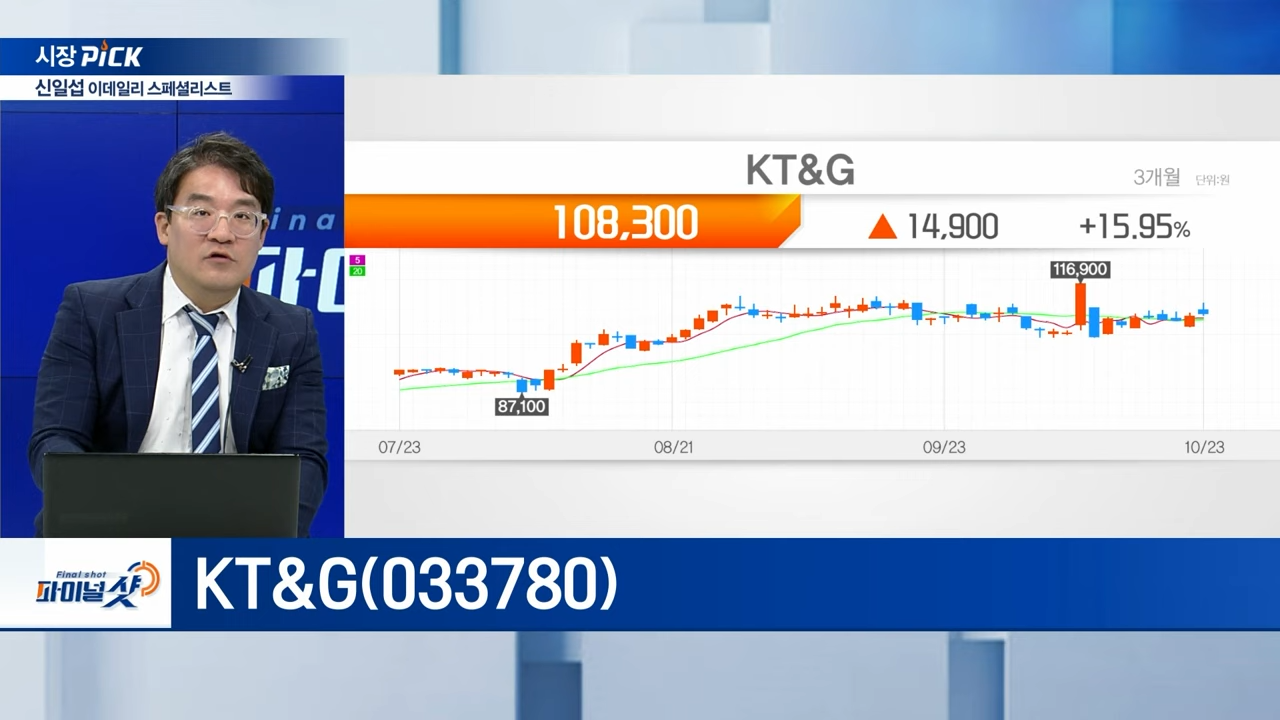 시장 PiCK
신일섭 이데일리 스페셜리스트
KT&G
3개월 단위:원
108,300 ▲ 14,900 +15.95%
5
20
116,900
87,100
07/23 08/21 09/23 10/23
Final shot
파이널샷
KT&G(033780)